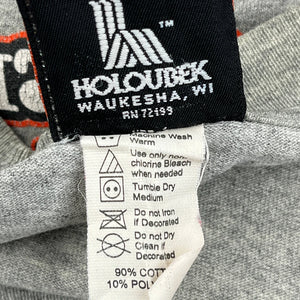 TM
HOLOUBEK
WAUKESHA, WI
RN 72199
Machine Wash
Warm
Use only non-
chlorine Bleach
when needed
Tumble Dry
Medium
Do not Iron
if Decorated
Do not Dry
Clean if
Decorated
90% COTT
10% POL